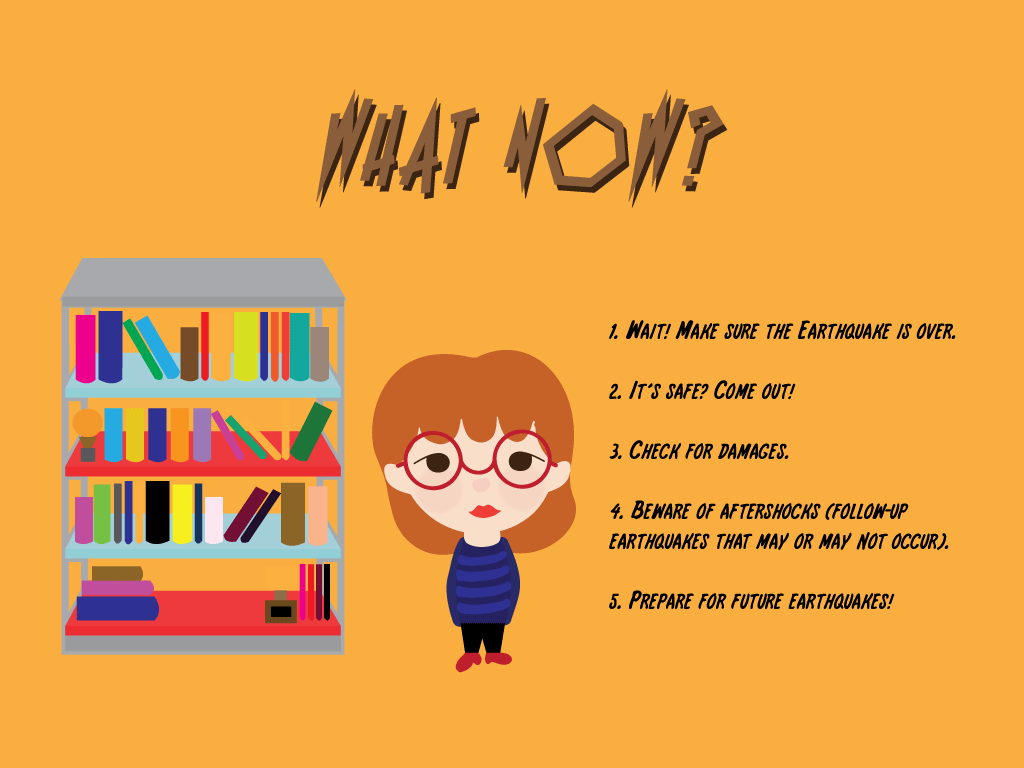 WHAT NOW?
1. Wait! Make sure the Earthquake is over.
2. It's safe? Come out!
3. Check for damages.
4. Beware of aftershocks (follow-up
earthquakes that may or may not occur).
5. Prepare for future earthquakes!